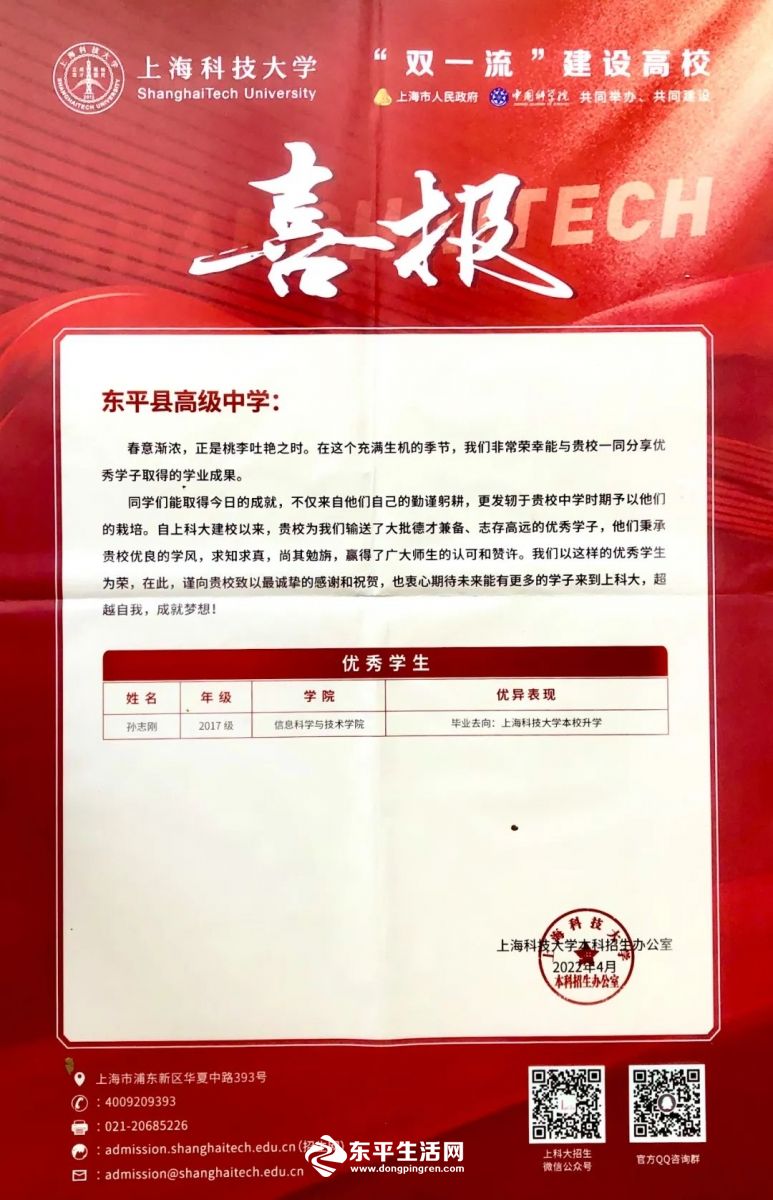 上海科技大学
ShanghaiTech University
“双一流”建设高校
上海市人民政府 中国科学院 共同举办、共同建设
喜报
东平县高级中学：
春意渐浓，正是桃李吐艳之时。在这个充满生机的季节，我们非常荣幸能与贵校一同分享优
秀学子取得的学业成果。
同学们能取得今日的成就，不仅来自他们自己的勤谨躬耕，更发轫于贵校中学时期予以他们
的栽培。自上科大建校以来，贵校为我们输送了大批德才兼备、志存高远的优秀学子，他们秉承
贵校优良的学风，求知求真，尚其勉旃，赢得了广大师生的认可和赞许。我们以这样的优秀学生
为荣，在此，谨向贵校致以最诚挚的感谢和祝贺，也衷心期待未来能有更多的学子来到上科大，超
越自我，成就梦想！
优秀学生
姓名 年级 学院 优异表现
孙志刚 2017级 信息科学与技术学院 毕业去向：上海科技大学本校升学
上海科技大学本科招生办公室
2022年4月
上海科技大学
本科招生办公室
上海市浦东新区华夏中路393号
：4009209393
：021-20685226
：admission.shanghaitech.edu.cn
：admission@shanghaitech.edu.cn
上科大招生
微信公众号
官方QQ咨询群
东平生活网
www.dongpingren.com